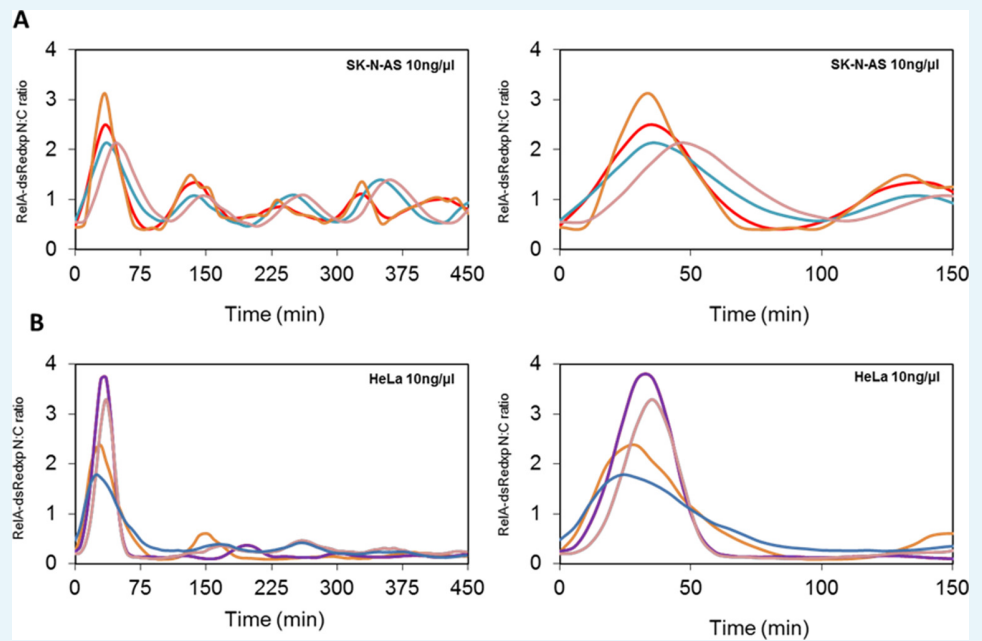 A
4
3
2
1
0
RelA-dsRedxp N:C ratio
SK-N-AS 10ng/µl
0 75 150 225 300 375 450
Time (min)
4
3
2
1
0
RelA-dsRedxp N:C ratio
SK-N-AS 10ng/µl
0 50 100 150
Time (min)
B
4
3
2
1
0
RelA-dsRedxp N:C ratio
HeLa 10ng/µl
0 75 150 225 300 375 450
Time (min)
4
3
2
1
0
RelA-dsRedxp N:C ratio
HeLa 10ng/µl
0 50 100 150
Time (min)